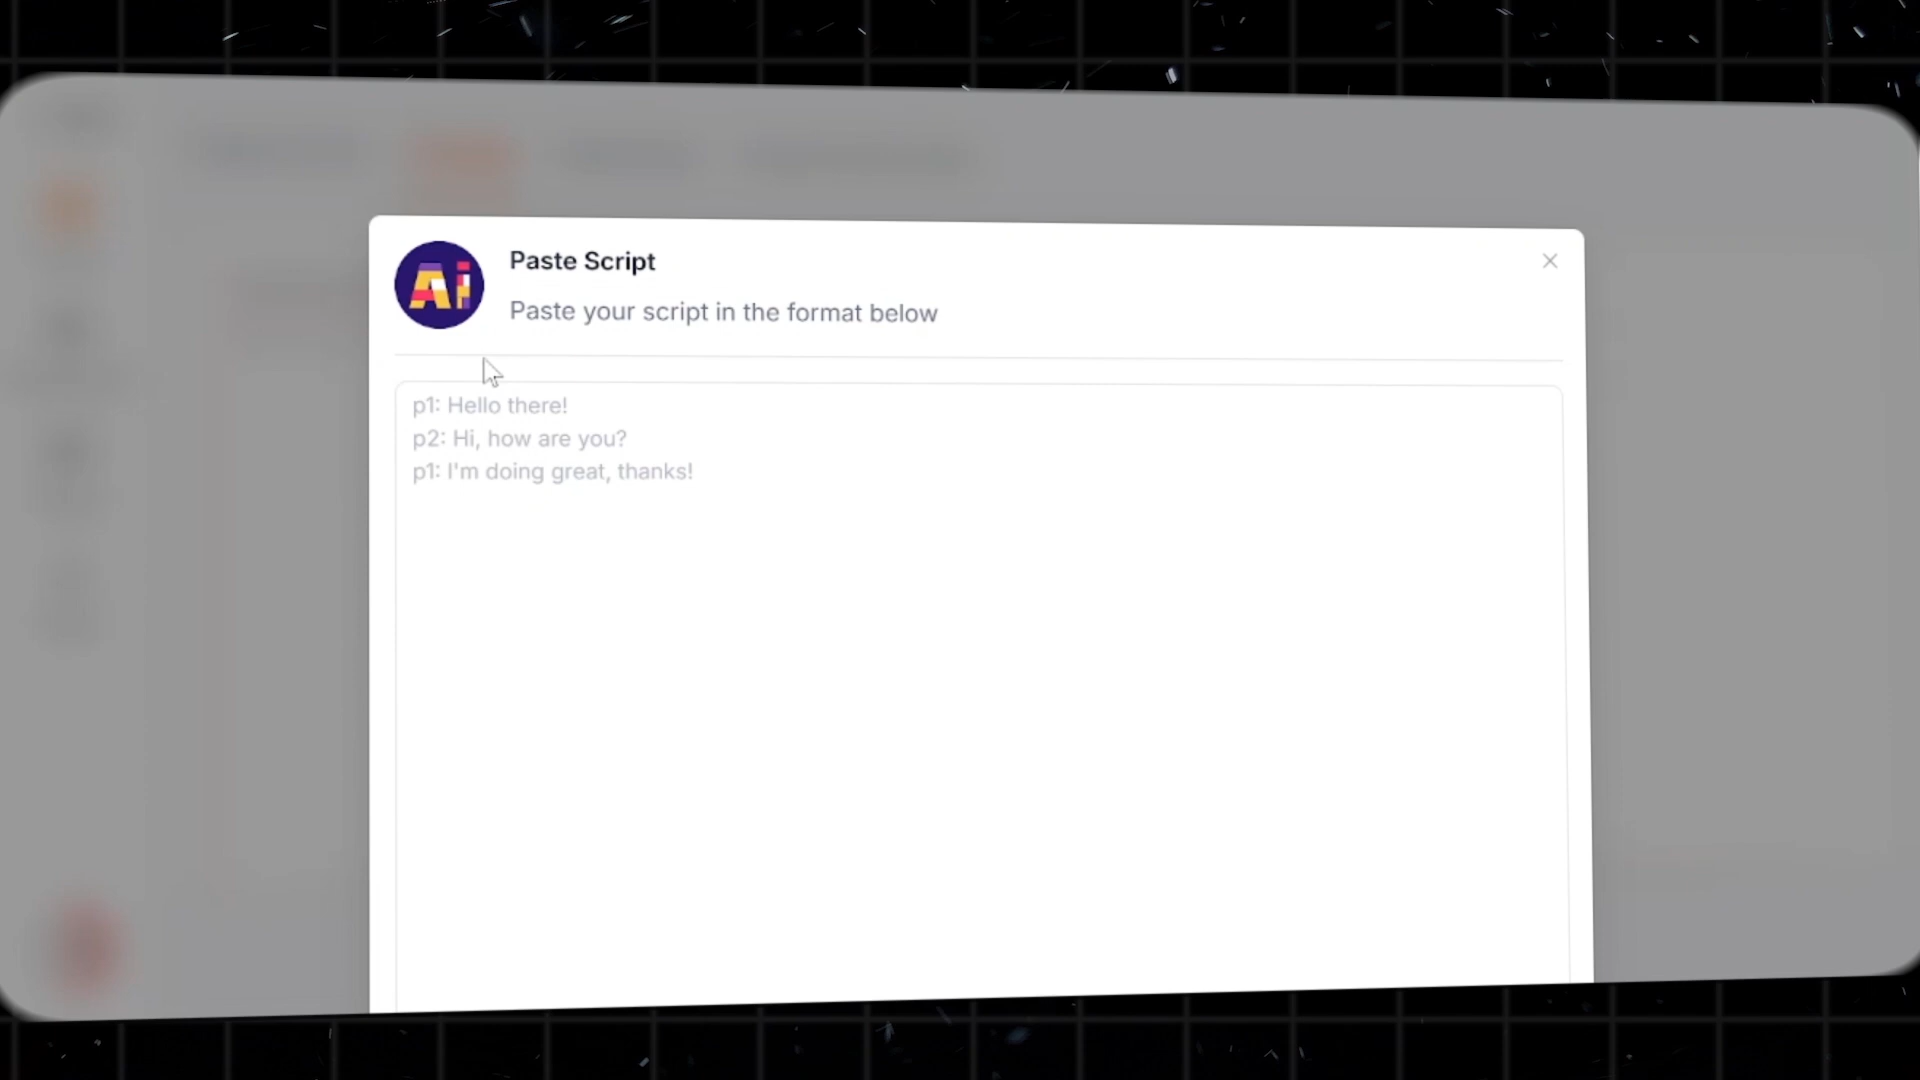 Ai
Paste Script
Paste your script in the format below
p1: Hello there!
p2: Hi, how are you?
p1: I'm doing great, thanks!